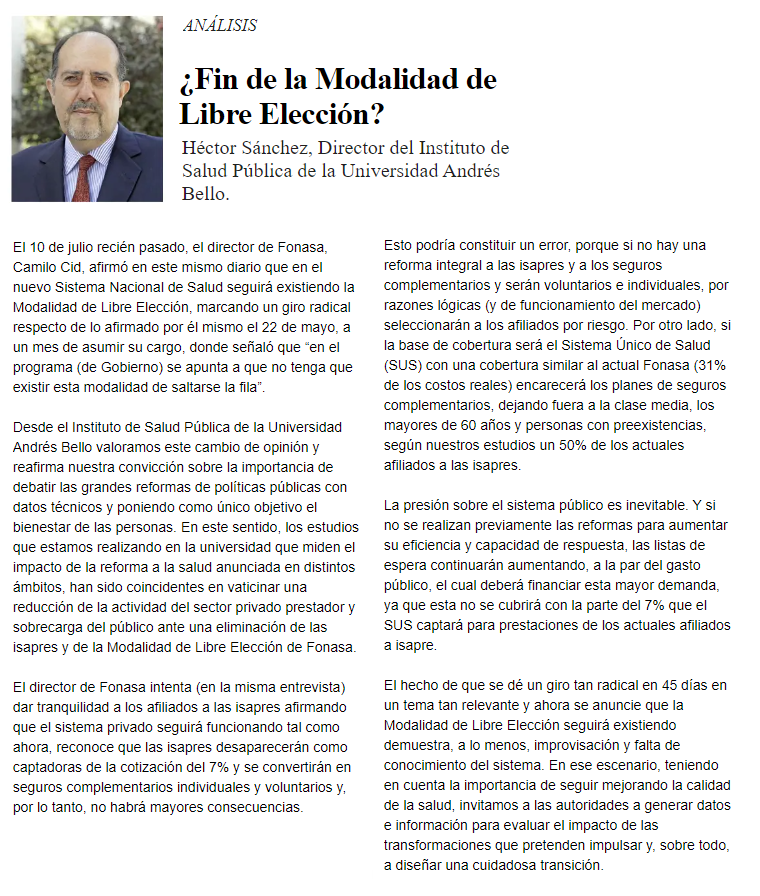 ANÁLISIS
¿Fin de la Modalidad de
Libre Elección?
Héctor Sánchez, Director del Instituto de
Salud Pública de la Universidad Andrés
Bello.
El 10 de julio recién pasado, el director de Fonasa,
Camilo Cid, afirmó en este mismo diario que en el
nuevo Sistema Nacional de Salud seguirá existiendo la
Modalidad de Libre Elección, marcando un giro radical
respecto de lo afirmado por él mismo el 22 de mayo, a
un mes de asumir su cargo, donde señaló que “en el
programa (de Gobierno) se apunta a que no tenga que
existir esta modalidad de saltarse la fila”.
Desde el Instituto de Salud Pública de la Universidad
Andrés Bello valoramos este cambio de opinión y
reafirma nuestra convicción sobre la importancia de
debatir las grandes reformas de políticas públicas con
datos técnicos y poniendo como único objetivo el
bienestar de las personas. En este sentido, los estudios
que estamos realizando en la universidad que miden el
impacto de la reforma a la salud anunciada en distintos
ámbitos, han sido coincidentes en vaticinar una
reducción de la actividad del sector privado prestador y
sobrecarga del público ante una eliminación de las
isapres y de la Modalidad de Libre Elección de Fonasa.
El director de Fonasa intenta (en la misma entrevista)
dar tranquilidad a los afiliados a las isapres afirmando
que el sistema privado seguirá funcionando tal como
ahora, reconoce que las isapres desaparecerán como
captadoras de la cotización del 7% y se convertirán en
seguros complementarios individuales y voluntarios y,
por lo tanto, no habrá mayores consecuencias.
Esto podría constituir un error, porque si no hay una
reforma integral a las isapres y a los seguros
complementarios y serán voluntarios e individuales, por
razones lógicas (y de funcionamiento del mercado)
seleccionarán a los afiliados por riesgo. Por otro lado, si
la base de cobertura será el Sistema Único de Salud
(SUS) con una cobertura similar al actual Fonasa (31%
de los costos reales) encarecerá los planes de seguros
complementarios, dejando fuera a la clase media, los
mayores de 60 años y personas con preexistencias,
según nuestros estudios un 50% de los actuales
afiliados a las isapres.
La presión sobre el sistema público es inevitable. Y si
no se realizan previamente las reformas para aumentar
su eficiencia y capacidad de respuesta, las listas de
espera continuarán aumentando, a la par del gasto
público, el cual deberá financiar esta mayor demanda,
ya que esta no se cubrirá con la parte del 7% que el
SUS captará para prestaciones de los actuales afiliados
a isapre.
El hecho de que se dé un giro tan radical en 45 días en
un tema tan relevante y ahora se anuncie que la
Modalidad de Libre Elección seguirá existiendo
demuestra, a lo menos, improvisación y falta de
conocimiento del sistema. En ese escenario, teniendo
en cuenta la importancia de seguir mejorando la calidad
de la salud, invitamos a las autoridades a generar datos
e información para evaluar el impacto de las
transformaciones que pretenden impulsar y, sobre todo,
a diseñar una cuidadosa transición.